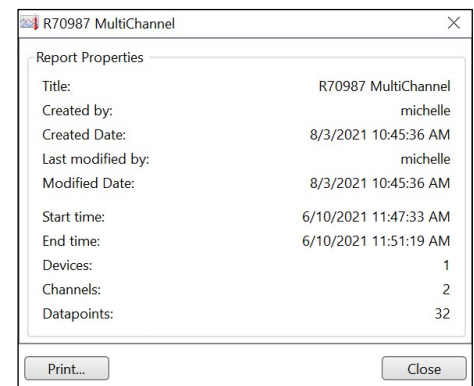 R70987 MultiChannel
Report Properties
Title: R70987 MultiChannel
Created by: michelle
Created Date: 8/3/2021 10:45:36 AM
Last modified by: michelle
Modified Date: 8/3/2021 10:45:36 AM
Start time: 6/10/2021 11:47:33 AM
End time: 6/10/2021 11:51:19 AM
Devices: 1
Channels: 2
Datapoints: 32
Print... Close